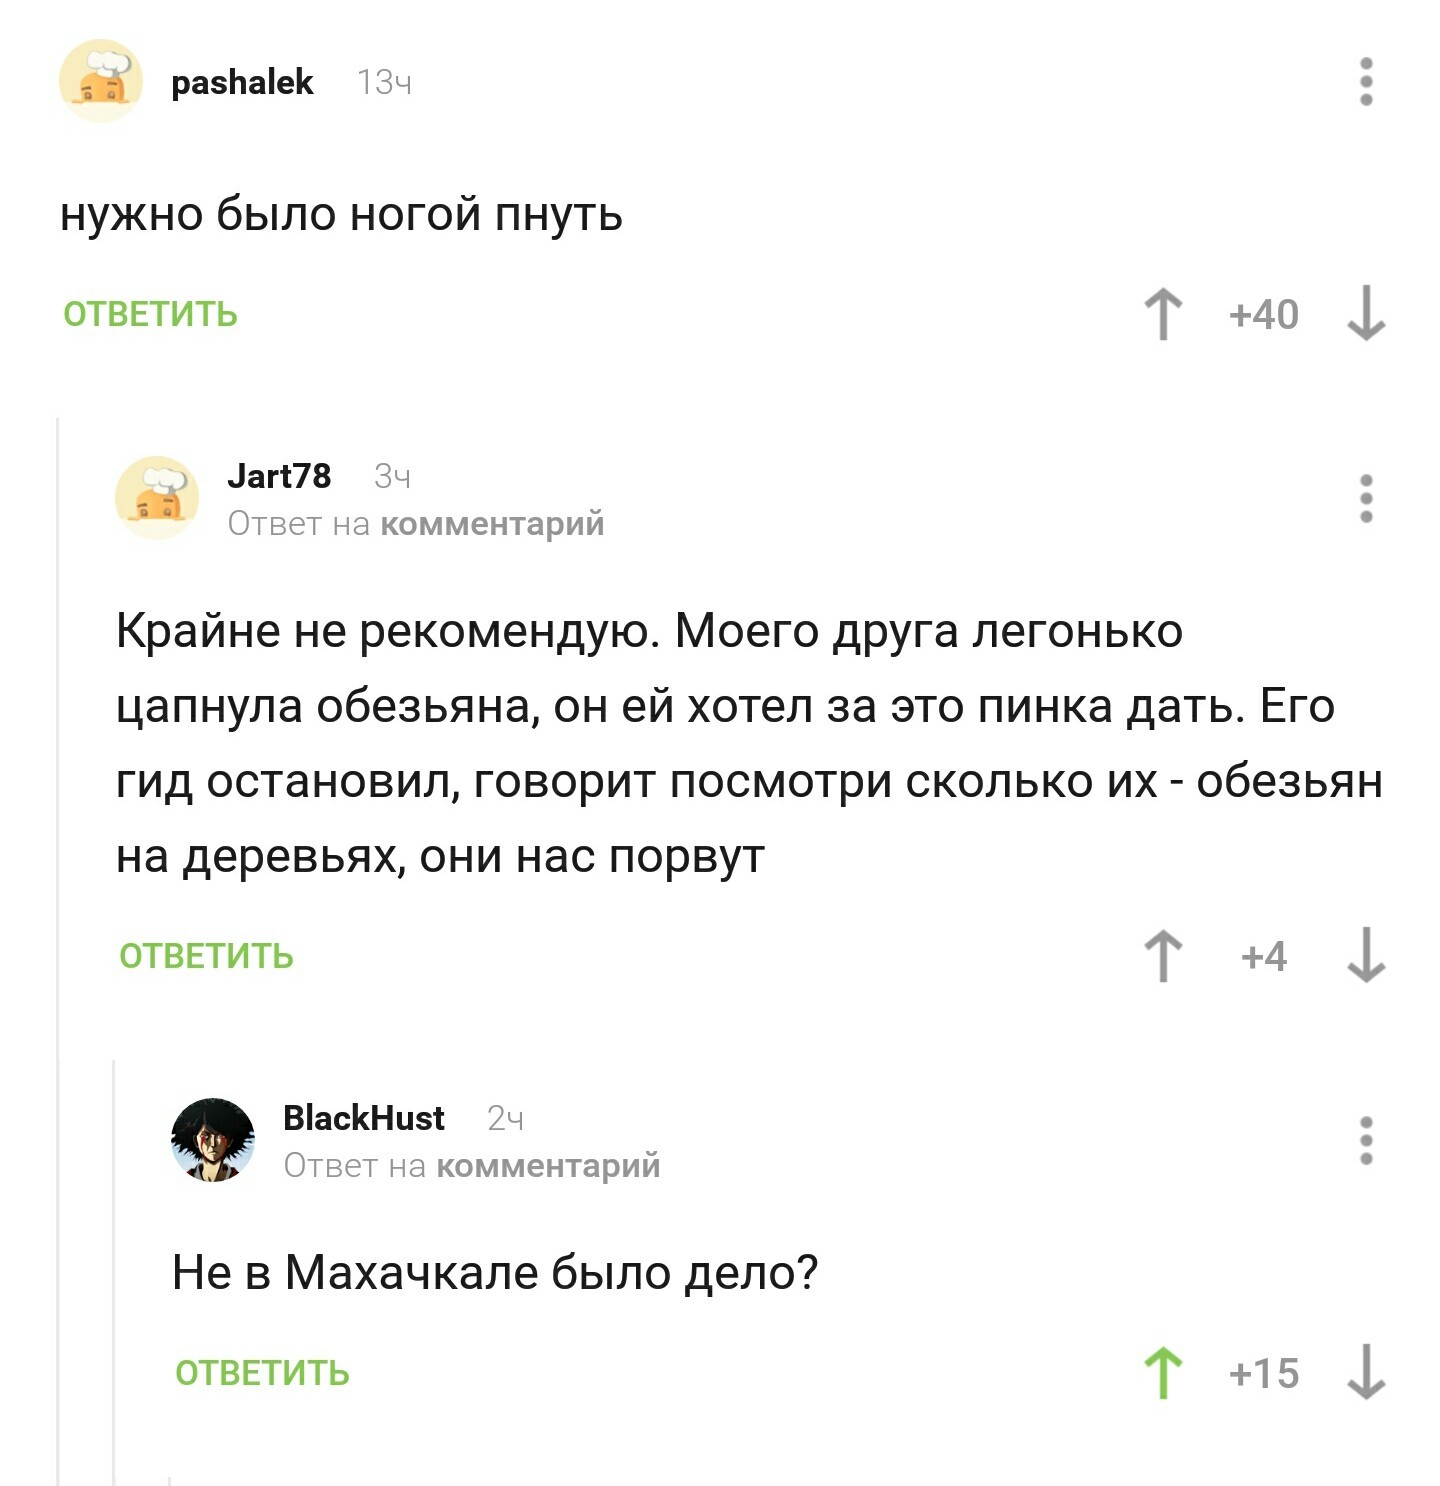 pashalek 13ч
нужно было ногой пнуть
ОТВЕТИТЬ +40
Jart78 3ч
Ответ на комментарий
Крайне не рекомендую. Моего друга легонько
цапнула обезьяна, он ей хотел за это пинка дать. Его
гид остановил, говорит посмотри сколько их - обезьян
на деревьях, они нас порвут
ОТВЕТИТЬ +4
BlackHust 2ч
Ответ на комментарий
Не в Махачкале было дело?
ОТВЕТИТЬ +15